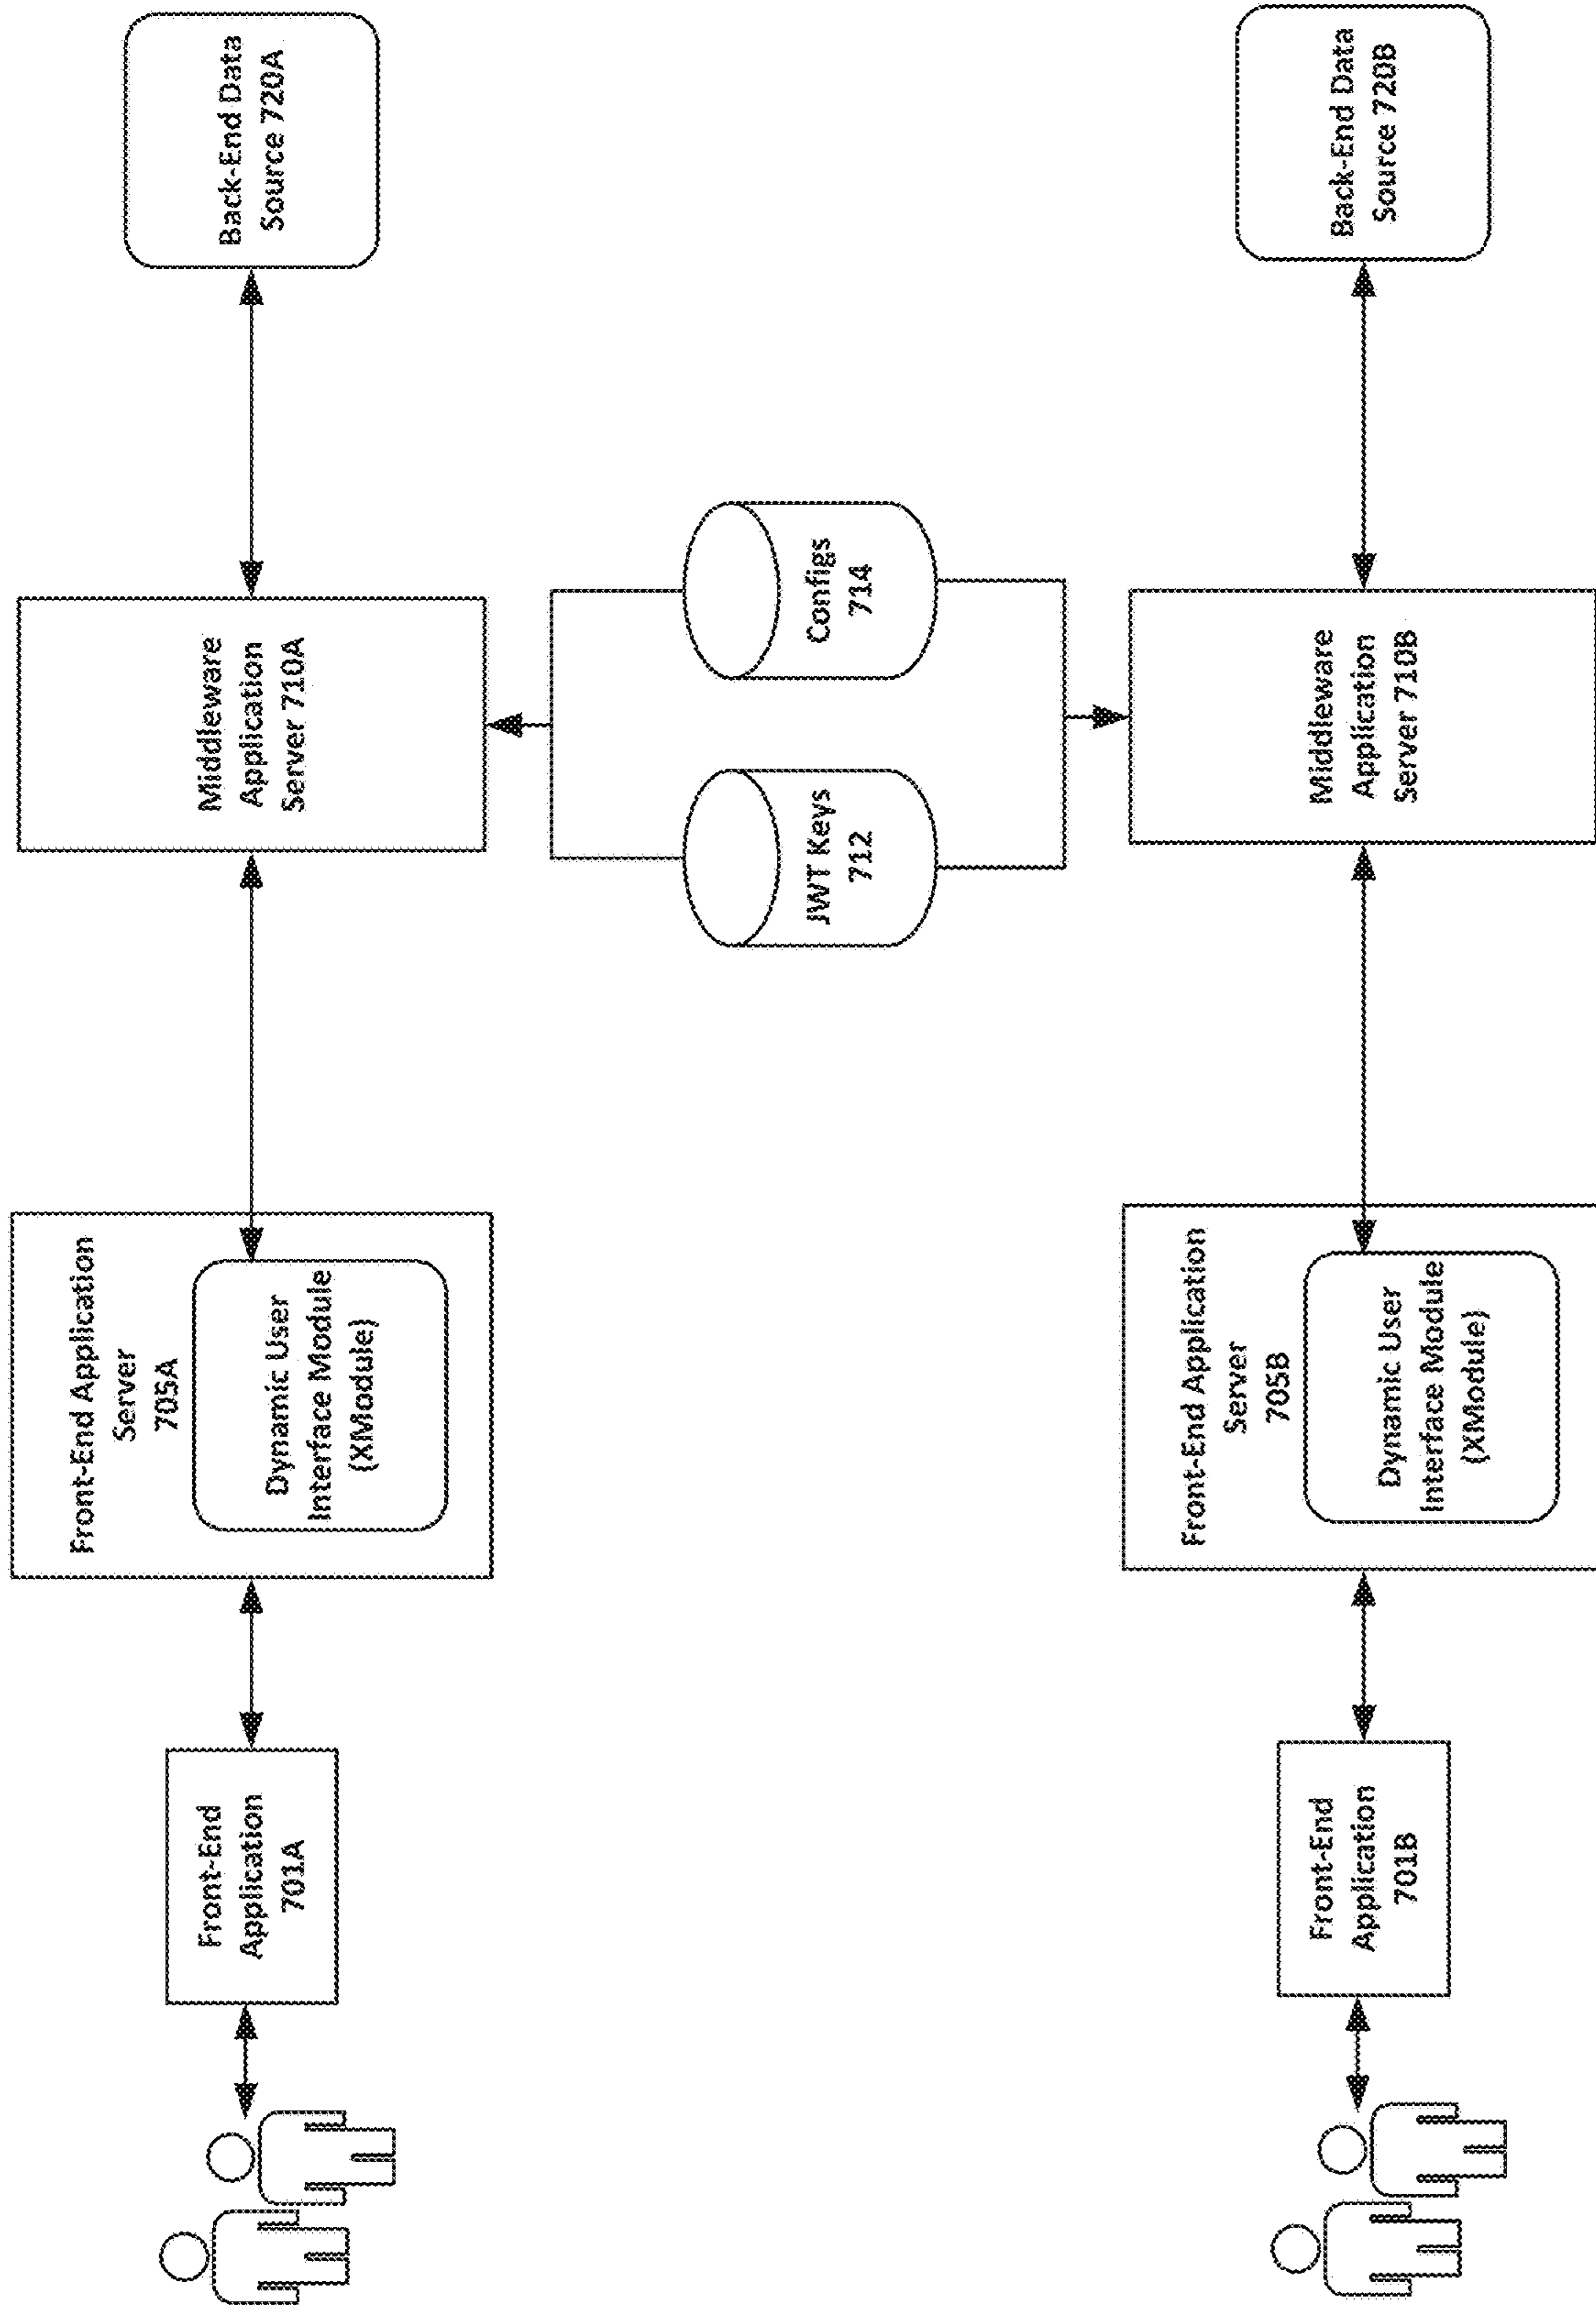 Front-End
Application
701A
Front-End Application
Server
705A
Dynamic User
Interface Module
(XModule)
Middleware
Application
Server 710A
Back-End Data
Source 720A
JWT Keys
712
Configs
714
Front-End
Application
701B
Front-End Application
Server
705B
Dynamic User
Interface Module
(XModule)
Middleware
Application
Server 710B
Back-End Data
Source 720B